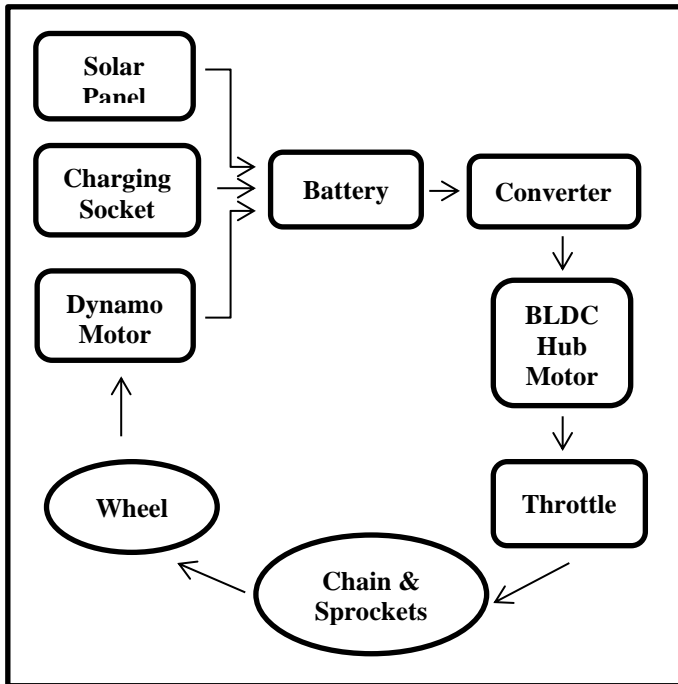 Solar
Panel
Charging
Socket
Battery
Converter
Dynamo
Motor
BLDC
Hub
Motor
Wheel
Throttle
Chain &
Sprockets